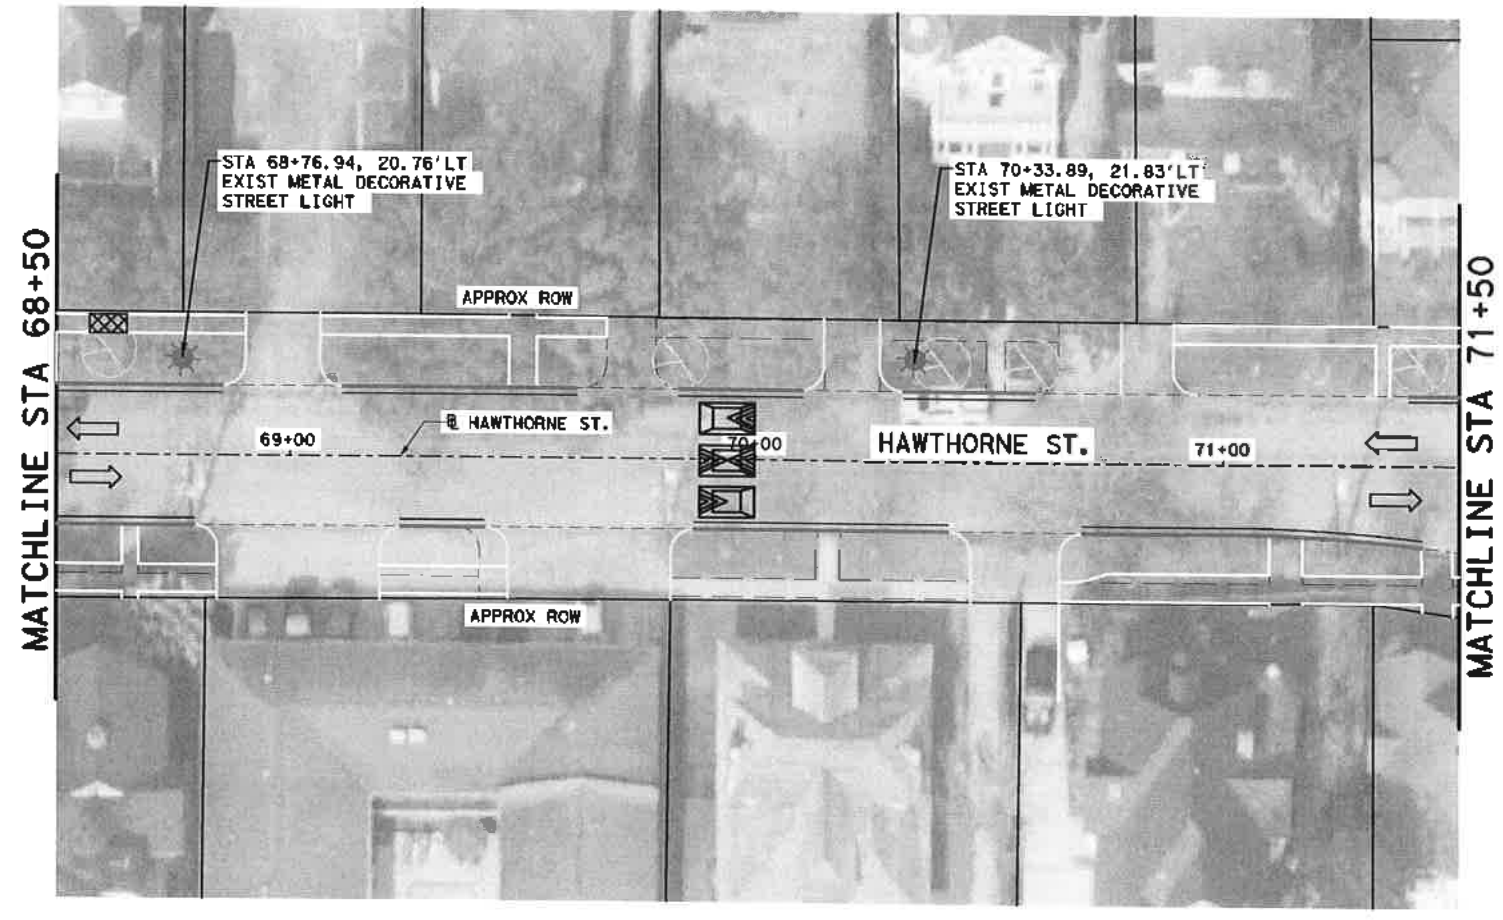 STA 68+76.94, 20.76'LT
EXIST METAL DECORATIVE
STREET LIGHT
STA 70+33.89, 21.83'LT
EXIST METAL DECORATIVE
STREET LIGHT
MATCHLINE STA 68+50
MATCHLINE STA 71+50
APPROX ROW
HAWTHORNE ST.
69+00
70+00
HAWTHORNE ST.
71+00
APPROX ROW